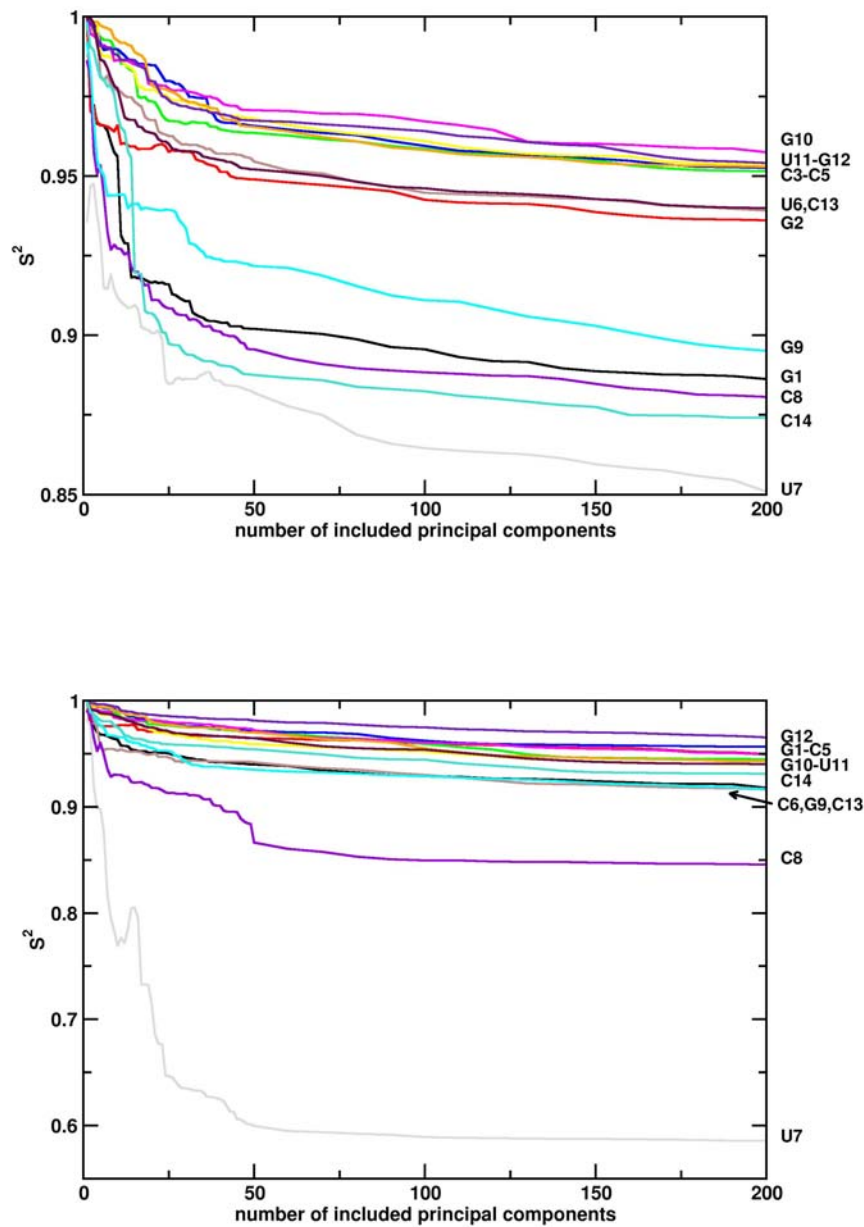 1
0.95
0.9
0.85
S2
0
50
100
150
200
number of included principal components
G10
U11-G12
C3-C5
U6,C13
G2
G9
G1
C8
C14
U7
1
0.9
0.8
0.7
0.6
S2
0
50
100
150
200
number of included principal components
G12
G1-C5
G10-U11
C14
C6,G9,C13
C8
U7